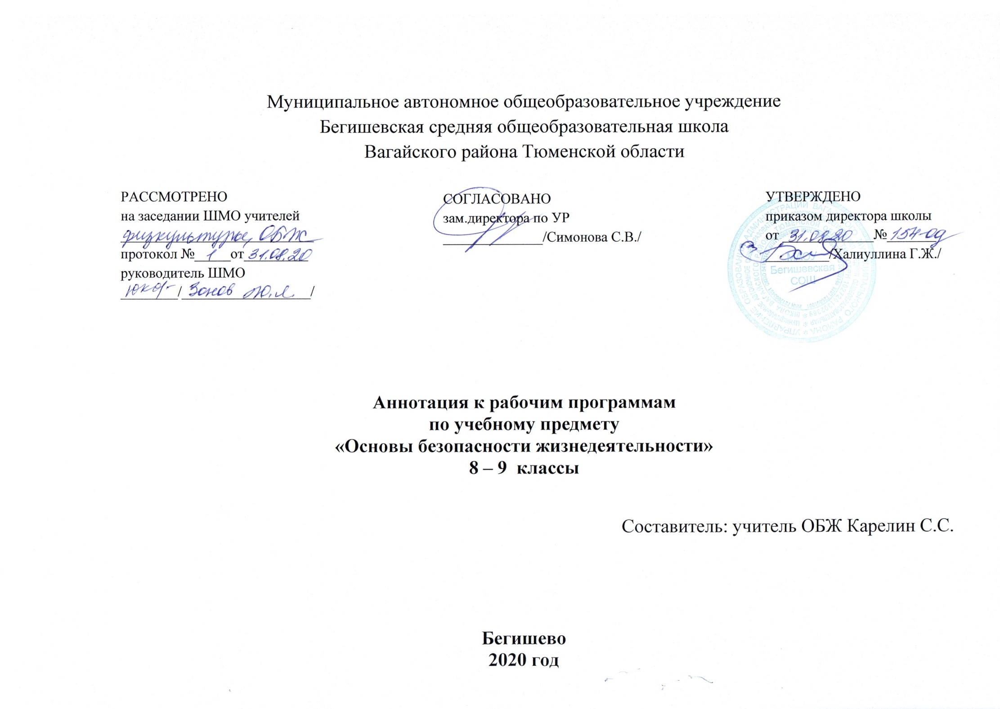 Муниципальное автономное общеобразовательное учреждение
Бегишевская средняя общеобразовательная школа
Вагайского района Тюменской области
РАССМОТРЕНО
на заседании ШМО учителей
физкультуры, ОБЖ
протокол № 1 от 31.08.20
руководитель ШМО
/ Зонов Ю.Л. /
СОГЛАСОВАНО
зам.директора по УР
/Симонова С.В./
УТВЕРЖДЕНО
приказом директора школы
от 31.08.20 № 154-од
/Халиуллина Г.Ж./
МАОУ
Бегишевская
СОШ
Аннотация к рабочим программам
по учебному предмету
«Основы безопасности жизнедеятельности»
8 – 9 классы
Составитель: учитель ОБЖ Карелин С.С.
Бегишево
2020 год